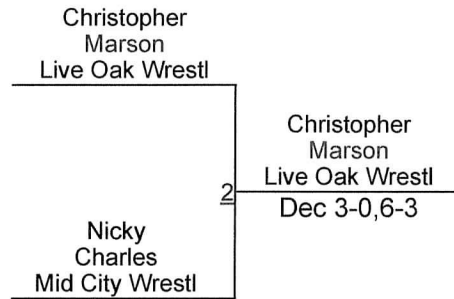 Christopher
Marson
Live Oak Wrestl
Christopher
Marson
Live Oak Wrestl
2
Dec 3-0,6-3
Nicky
Charles
Mid City Wrestl